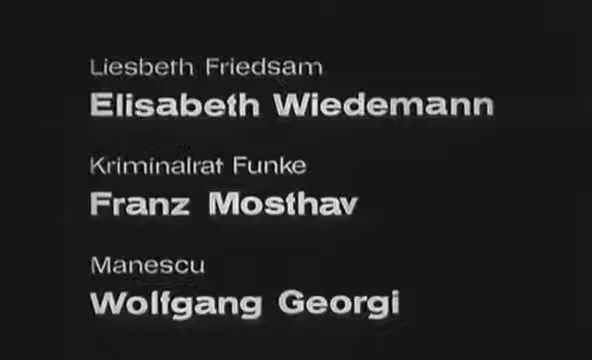 Liesbeth Friedsam
Elisabeth Wiedemann
Kriminalrat Funke
Franz Mosthav
Manescu
Wolfgang Georgi